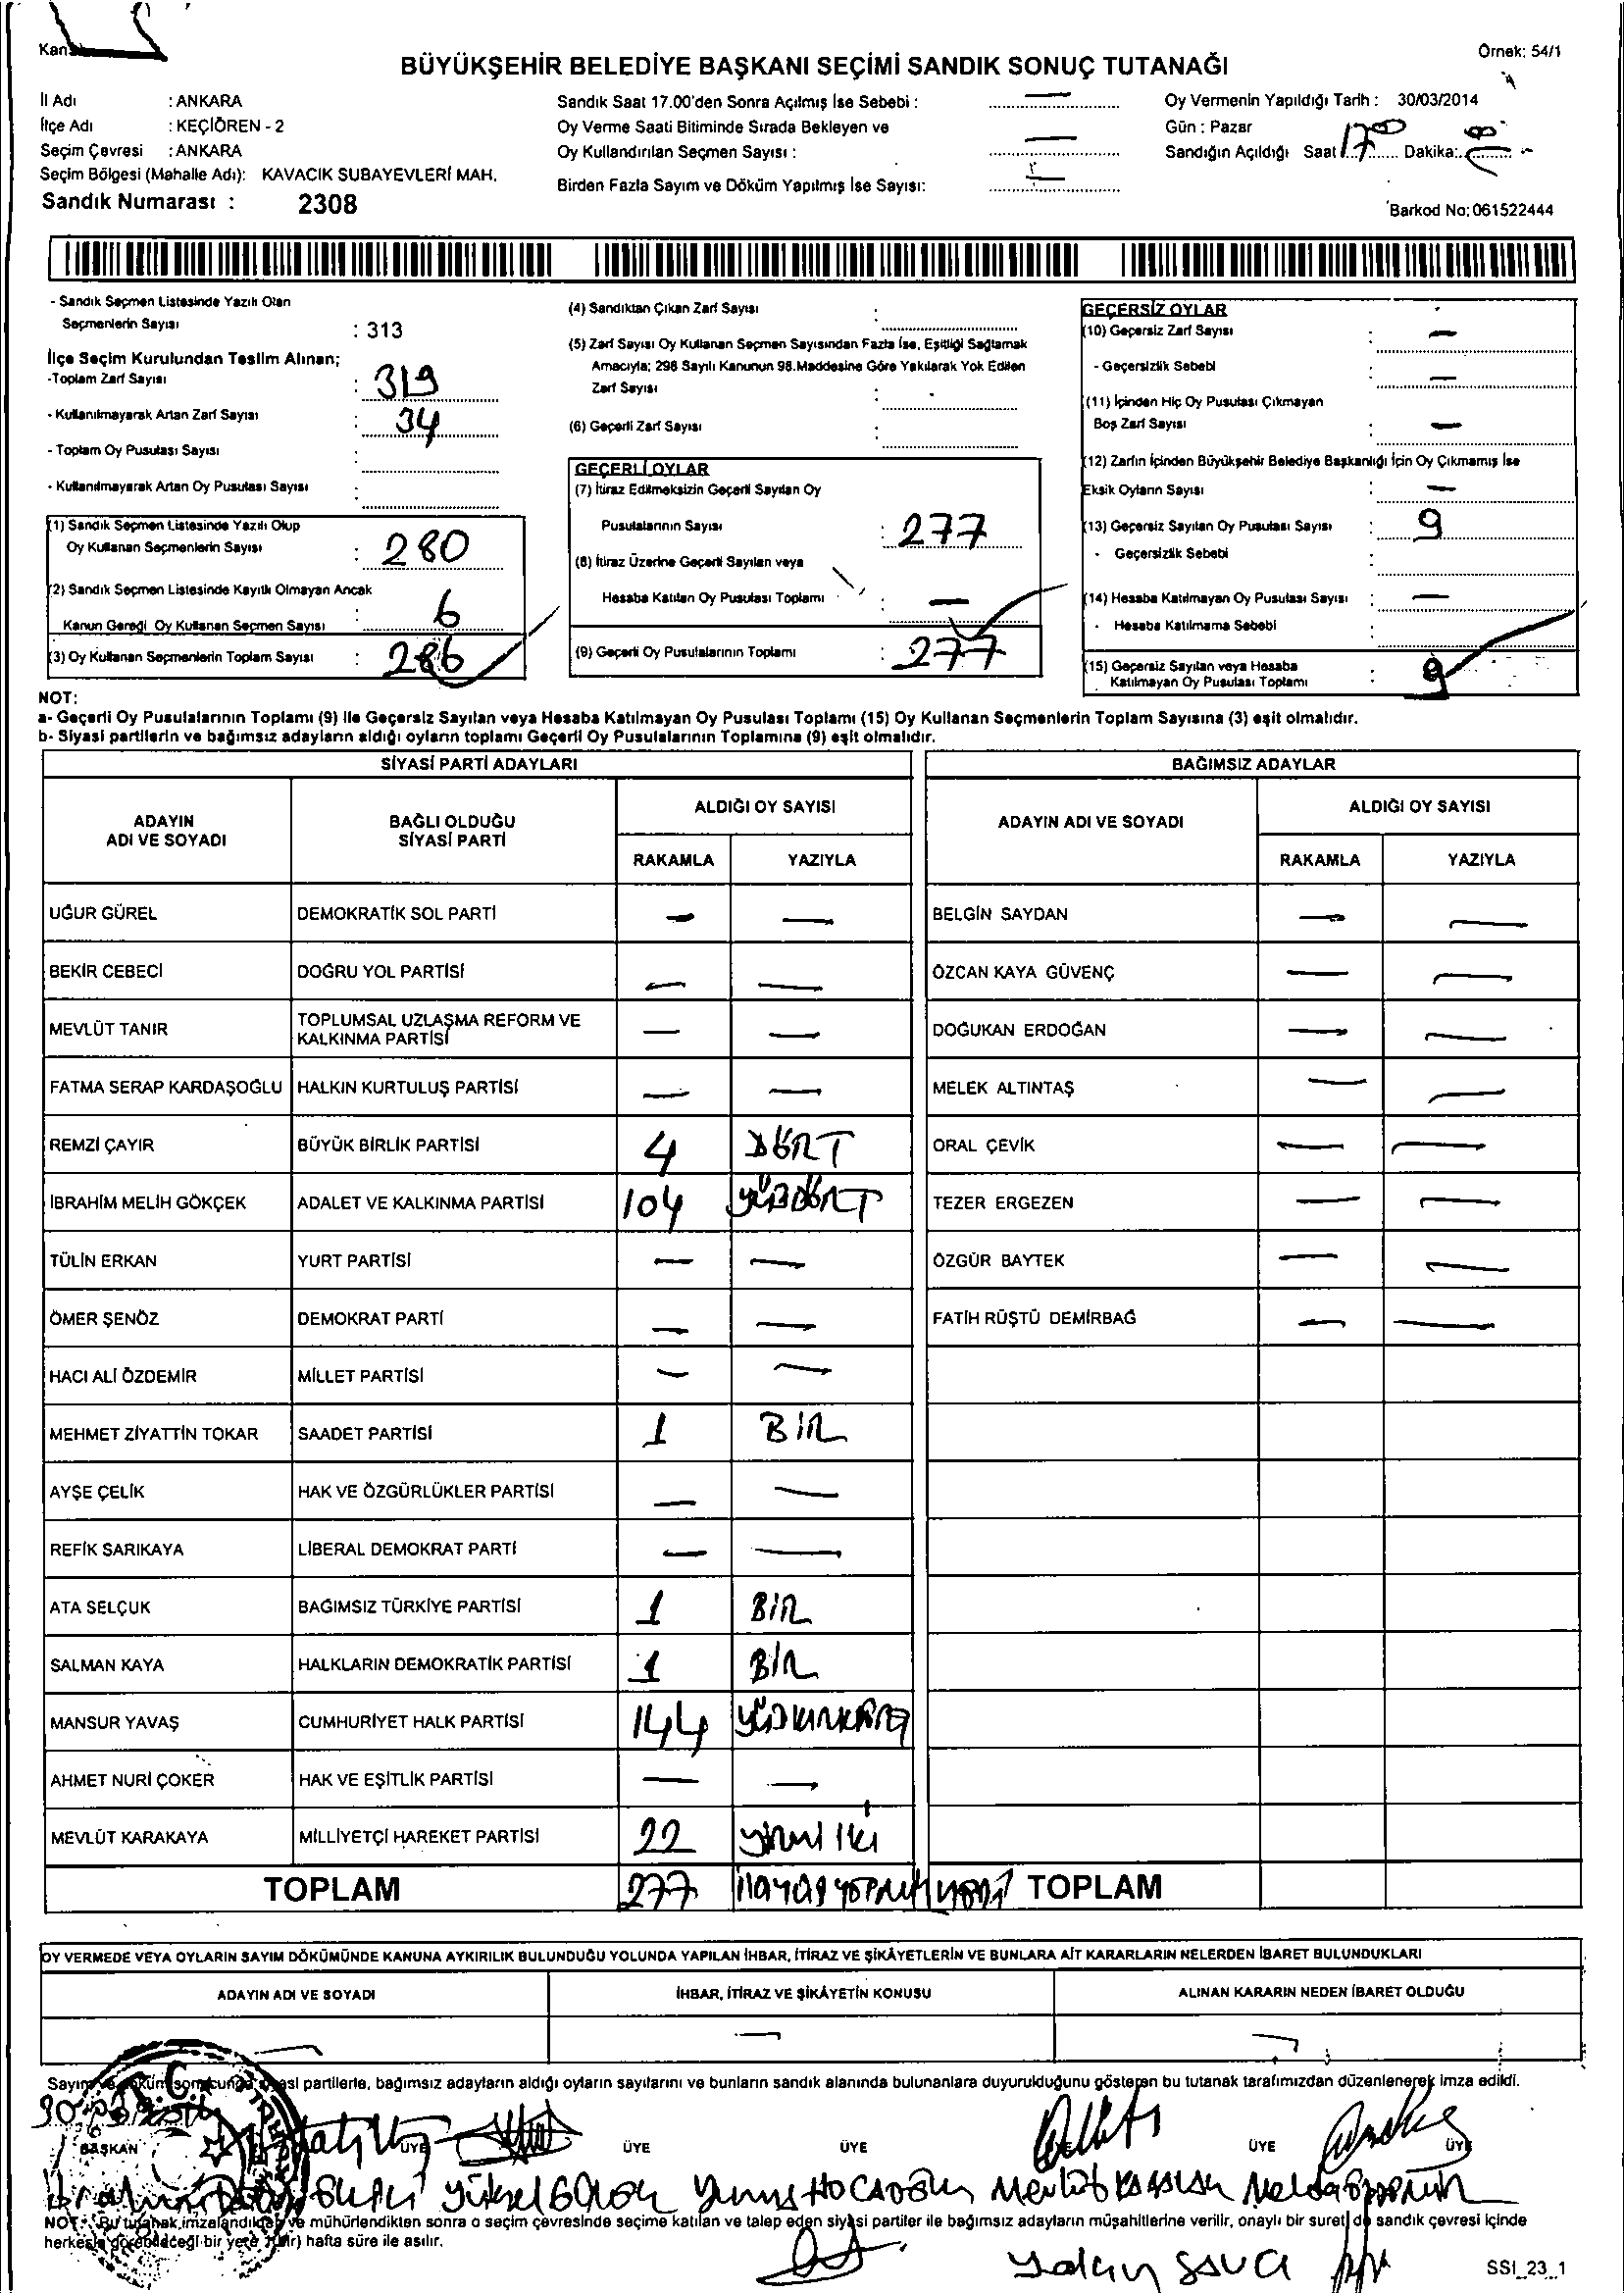 BÜYÜKŞEHİR BELEDİYE BAŞKANI SEÇİMİ SANDIK SONUÇ TUTANAĞI
Örnek: 54/1
İl Adı : ANKARA
İlçe Adı : KEÇİÖREN - 2
Seçim Çevresi : ANKARA
Seçim Bölgesi (Mahalle Adı): KAVACIK SUBAYEVLERİ MAH.
Sandık Numarası : 2308
Sandık Saat 17.00'den Sonra Açılmış İse Sebebi : —
Oy Verme Saati Bitiminde Sırada Bekleyen ve
Oy Kullandırılan Seçmen Sayısı : —
Birden Fazla Sayım ve Döküm Yapılmış İse Sayısı:
Oy Vermenin Yapıldığı Tarih : 30/03/2014
Gün : Pazar
Sandığın Açıldığı Saat 17 Dakika:
Barkod No: 061522444
- Sandık Seçmen Listesinde Yazılı Olan
Seçmenlerin Sayısı : 313
İlçe Seçim Kurulundan Teslim Alınan;
-Toplam Zarf Sayısı : 319
- Kullanılmayarak Artan Zarf Sayısı : 34
- Toplam Oy Pusulası Sayısı :
- Kullanılmayarak Artan Oy Pusulası Sayısı :
(1) Sandık Seçmen Listesinde Yazılı Olup
Oy Kullanan Seçmenlerin Sayısı : 280
(2) Sandık Seçmen Listesinde Kayıtlı Olmayan Ancak
Kanun Gereği Oy Kullanan Seçmen Sayısı : 6
(3) Oy Kullanan Seçmenlerin Toplam Sayısı : 286
(4) Sandıktan Çıkan Zarf Sayısı :
(5) Zarf Sayısı Oy Kullanan Seçmen Sayısından Fazla İse, Eşitliği Sağlamak
Amacıyla; 298 Sayılı Kanunun 98.Maddesine Göre Yakılarak Yok Edilen
Zarf Sayısı :
(6) Geçerli Zarf Sayısı :
GEÇERLİ OYLAR
(7) İtiraz Edilmeksizin Geçerli Sayılan Oy
Pusulalarının Sayısı : 277
(8) İtiraz Üzerine Geçerli Sayılan veya
Hesaba Katılan Oy Pusulası Toplamı : —
(9) Geçerli Oy Pusulalarının Toplamı : 277
GEÇERSİZ OYLAR
(10) Geçersiz Zarf Sayısı : —
- Geçersizlik Sebebi : —
(11) İçinden Hiç Oy Pusulası Çıkmayan
Boş Zarf Sayısı : —
(12) Zarfın İçinden Büyükşehir Belediye Başkanlığı İçin Oy Çıkmamış İse
Eksik Oyların Sayısı : —
(13) Geçersiz Sayılan Oy Pusulası Sayısı : 9
- Geçersizlik Sebebi :
(14) Hesaba Katılmayan Oy Pusulası Sayısı : —
- Hesaba Katılmama Sebebi :
(15) Geçersiz Sayılan veya Hesaba
Katılmayan Oy Pusulası Toplamı : 9
NOT:
a- Geçerli Oy Pusulalarının Toplamı (9) ile Geçersiz Sayılan veya Hesaba Katılmayan Oy Pusulası Toplamı (15) Oy Kullanan Seçmenlerin Toplam Sayısına (3) eşit olmalıdır.
b- Siyasi partilerin ve bağımsız adayların aldığı oyların toplamı Geçerli Oy Pusulalarının Toplamına (9) eşit olmalıdır.
SİYASİ PARTİ ADAYLARI
ADAYIN ADI VE SOYADI BAĞLI OLDUĞU SİYASİ PARTİ ALDIĞI OY SAYISI
RAKAMLA YAZIYLA
UĞUR GÜREL DEMOKRATİK SOL PARTİ — —
BEKİR CEBECİ DOĞRU YOL PARTİSİ — —
MEVLÜT TANIR TOPLUMSAL UZLAŞMA REFORM VE KALKINMA PARTİSİ — —
FATMA SERAP KARDAŞOĞLU HALKIN KURTULUŞ PARTİSİ — —
REMZİ ÇAYIR BÜYÜK BİRLİK PARTİSİ 4 DÖRT
İBRAHİM MELİH GÖKÇEK ADALET VE KALKINMA PARTİSİ 104 YÜZDÖRT
TÜLİN ERKAN YURT PARTİSİ — —
ÖMER ŞENÖZ DEMOKRAT PARTİ — —
HACI ALİ ÖZDEMİR MİLLET PARTİSİ — —
MEHMET ZİYATTİN TOKAR SAADET PARTİSİ 1 BİR
AYŞE ÇELİK HAK VE ÖZGÜRLÜKLER PARTİSİ — —
REFİK SARIKAYA LİBERAL DEMOKRAT PARTİ — —
ATA SELÇUK BAĞIMSIZ TÜRKİYE PARTİSİ 1 BİR
SALMAN KAYA HALKLARIN DEMOKRATİK PARTİSİ 1 BİR
MANSUR YAVAŞ CUMHURİYET HALK PARTİSİ 144
AHMET NURİ ÇOKER HAK VE EŞİTLİK PARTİSİ — —
MEVLÜT KARAKAYA MİLLİYETÇİ HAREKET PARTİSİ 22 yirmi iki
TOPLAM 277
BAĞIMSIZ ADAYLAR
ADAYIN ADI VE SOYADI ALDIĞI OY SAYISI
RAKAMLA YAZIYLA
BELGİN SAYDAN — —
ÖZCAN KAYA GÜVENÇ — —
DOĞUKAN ERDOĞAN — —
MELEK ALTINTAŞ — —
ORAL ÇEVİK — —
TEZER ERGEZEN — —
ÖZGÜR BAYTEK — —
FATİH RÜŞTÜ DEMİRBAĞ — —
TOPLAM
OY VERMEDE VEYA OYLARIN SAYIM DÖKÜMÜNDE KANUNA AYKIRILIK BULUNDUĞU YOLUNDA YAPILAN İHBAR, İTİRAZ VE ŞİKÂYETLERİN VE BUNLARA AİT KARARLARIN NELERDEN İBARET BULUNDUKLARI
ADAYIN ADI VE SOYADI İHBAR, İTİRAZ VE ŞİKÂYETİN KONUSU ALINAN KARARIN NEDEN İBARET OLDUĞU
partilerle, bağımsız adayların aldığı oyların sayılarını ve bunların sandık alanında bulunanlara duyurulduğunu gösteren bu tutanak tarafımızdan düzenlenerek imza edildi.
BAŞKAN ÜYE ÜYE ÜYE ÜYE ÜYE
Yunus HOCAOĞLU
NOT: Bu tutanak imzalandıktan ve mühürlendikten sonra o seçim çevresinde seçime katılan ve talep eden siyasi partiler ile bağımsız adayların müşahitlerine verilir, onaylı bir sureti de sandık çevresi içinde
herkesin görebileceği bir yere (bir) hafta süre ile asılır.
SSI_23_1